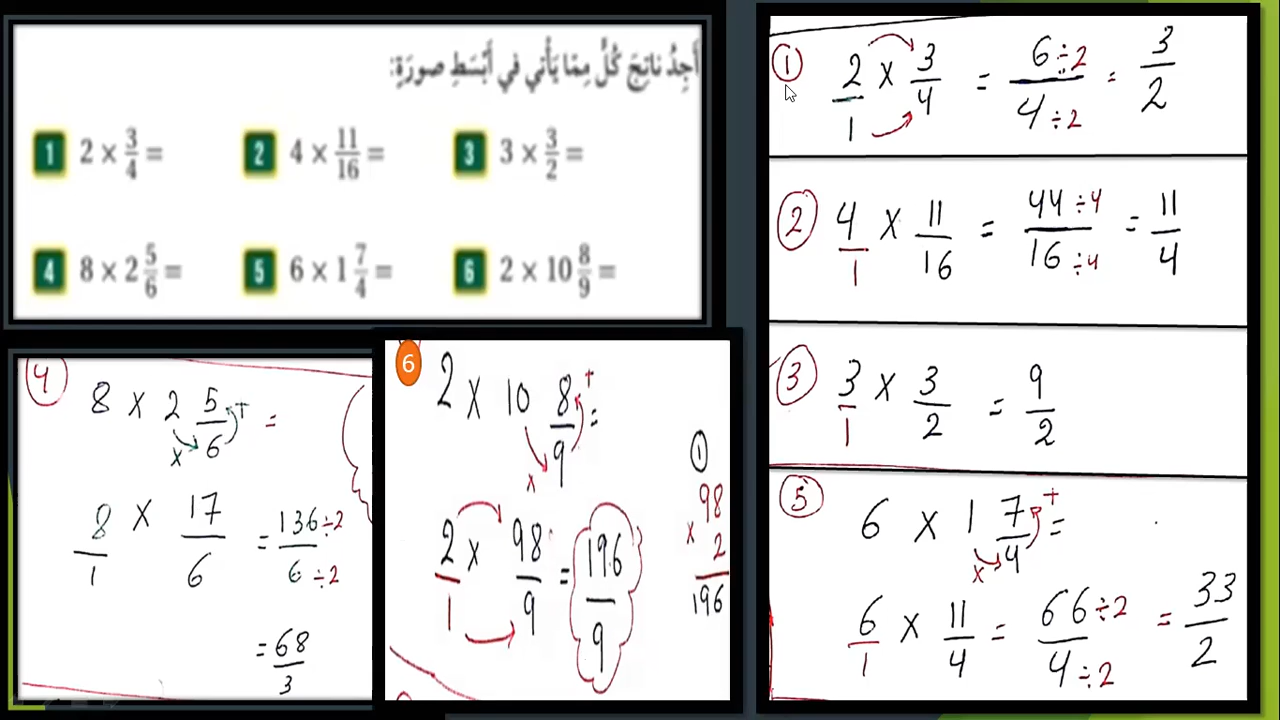 أَجِدُ ناتِجَ كُلٍّ مِمّا يَأْتي في أَبْسَطِ صورَةٍ:
1 2 × 3/4 = 2 4 × 11/16 = 3 3 × 3/2 =
4 8 × 2 5/6 = 5 6 × 1 7/4 = 6 2 × 10 8/9 =
① 2/1 × 3/4 = 6÷2/4÷2 = 3/2
② 4/1 × 11/16 = 44÷4/16÷4 = 11/4
③ 3/1 × 3/2 = 9/2
④ 8 × 2 5/6 =
× +
8/1 × 17/6 = 136÷2/6÷2
= 68/3
⑤ 6 × 1 7/4 =
× +
6/1 × 11/4 = 66÷2/4÷2 = 33/2
6 2 × 10 8/9 =
× +
2/1 × 98/9 = 196/9
①
98
× 2
196